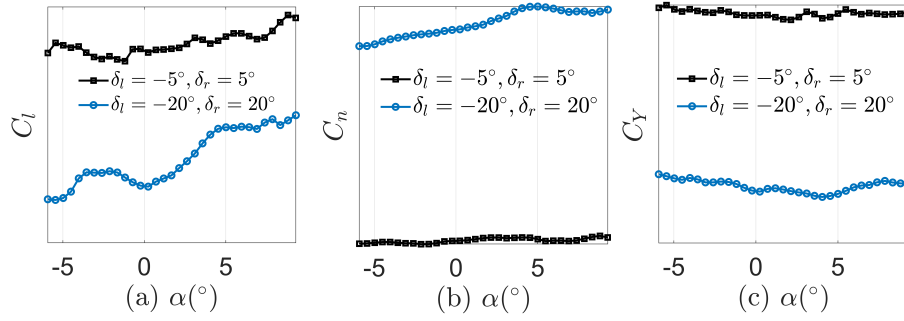 C_l
δ_l = −5°, δ_r = 5°
δ_l = −20°, δ_r = 20°
-5 0 5
(a) α(°)
C_n
δ_l = −5°, δ_r = 5°
δ_l = −20°, δ_r = 20°
-5 0 5
(b) α(°)
C_Y
δ_l = −5°, δ_r = 5°
δ_l = −20°, δ_r = 20°
-5 0 5
(c) α(°)